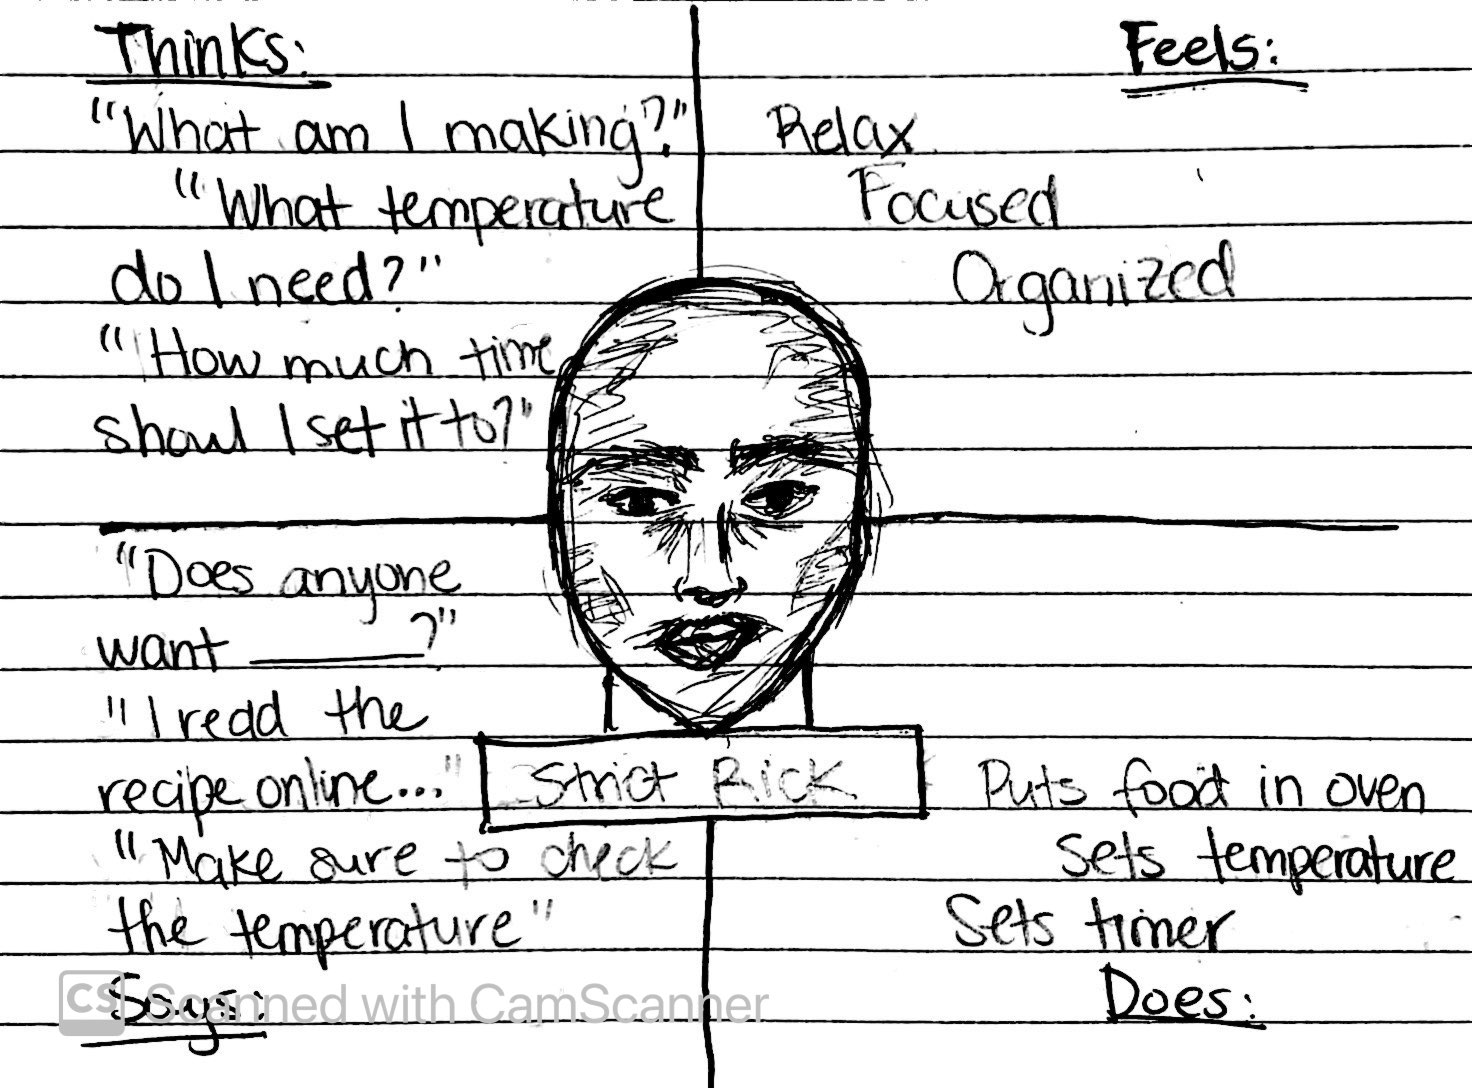 Thinks:
"What am I making?"
"What temperature
do I need?"
"How much time
shoul I set it to?"
Feels:
Relax
Focused
Organized
"Does anyone
want ______?"
"I read the
recipe online..."
"Make sure to check
the temperature"
Says:
Strict Rick
Puts food in oven
Sets temperature
Sets timer
Does:
CS Scanned with CamScanner